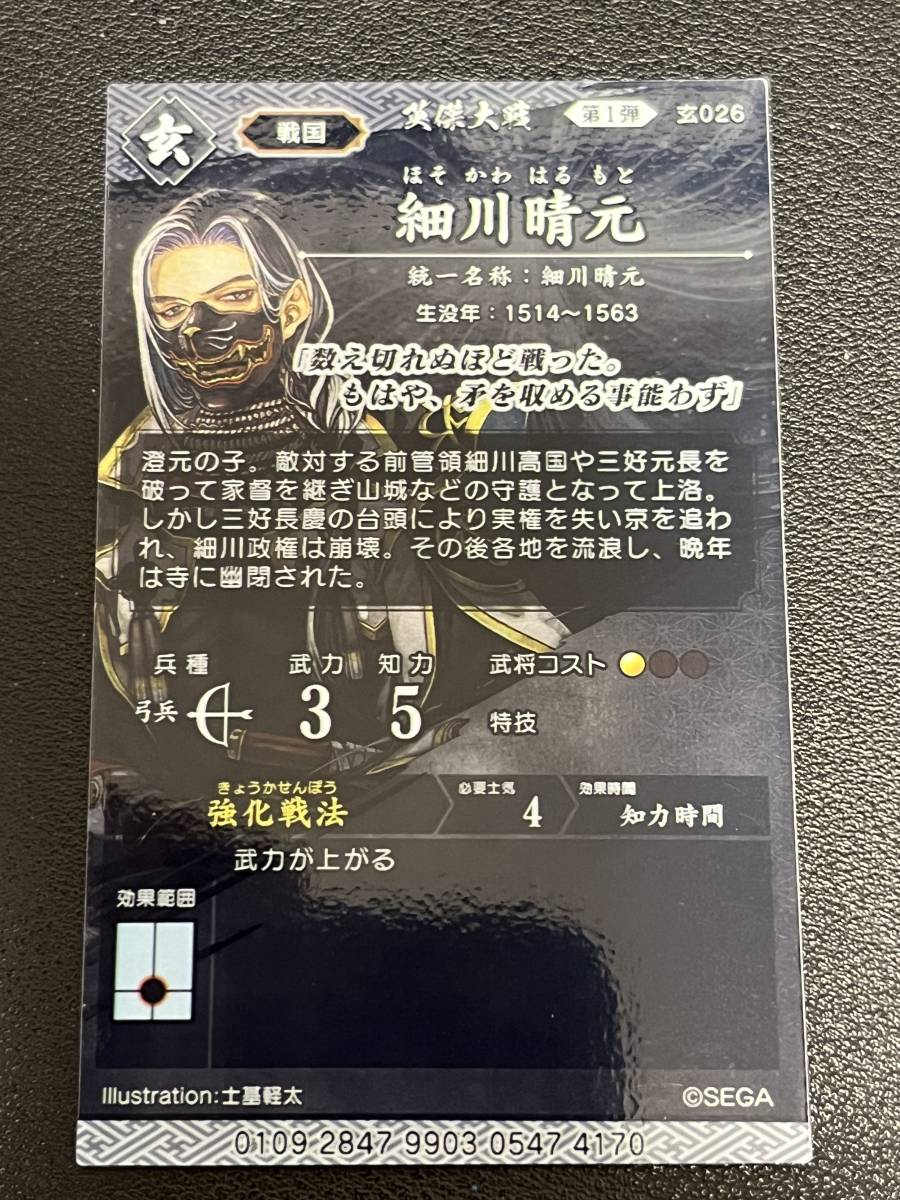 玄
戦国
英傑大戦
第1弾
玄026
ほそ かわ はる もと
細川晴元
統一名称：細川晴元
生没年：1514～1563
「数え切れぬほど戦った。
もはや、矛を収める事能わず」
澄元の子。敵対する前管領細川高国や三好元長を
破って家督を継ぎ山城などの守護となって上洛。
しかし三好長慶の台頭により実権を失い京を追わ
れ、細川政権は崩壊。その後各地を流浪し、晩年
は寺に幽閉された。
兵種 武力 知力 武将コスト
弓兵 3 5 特技
きょうかせんぽう
強化戦法
必要士気
4
効果時間
知力時間
武力が上がる
効果範囲
Illustration:士基軽太
©SEGA
0109 2847 9903 0547 4170